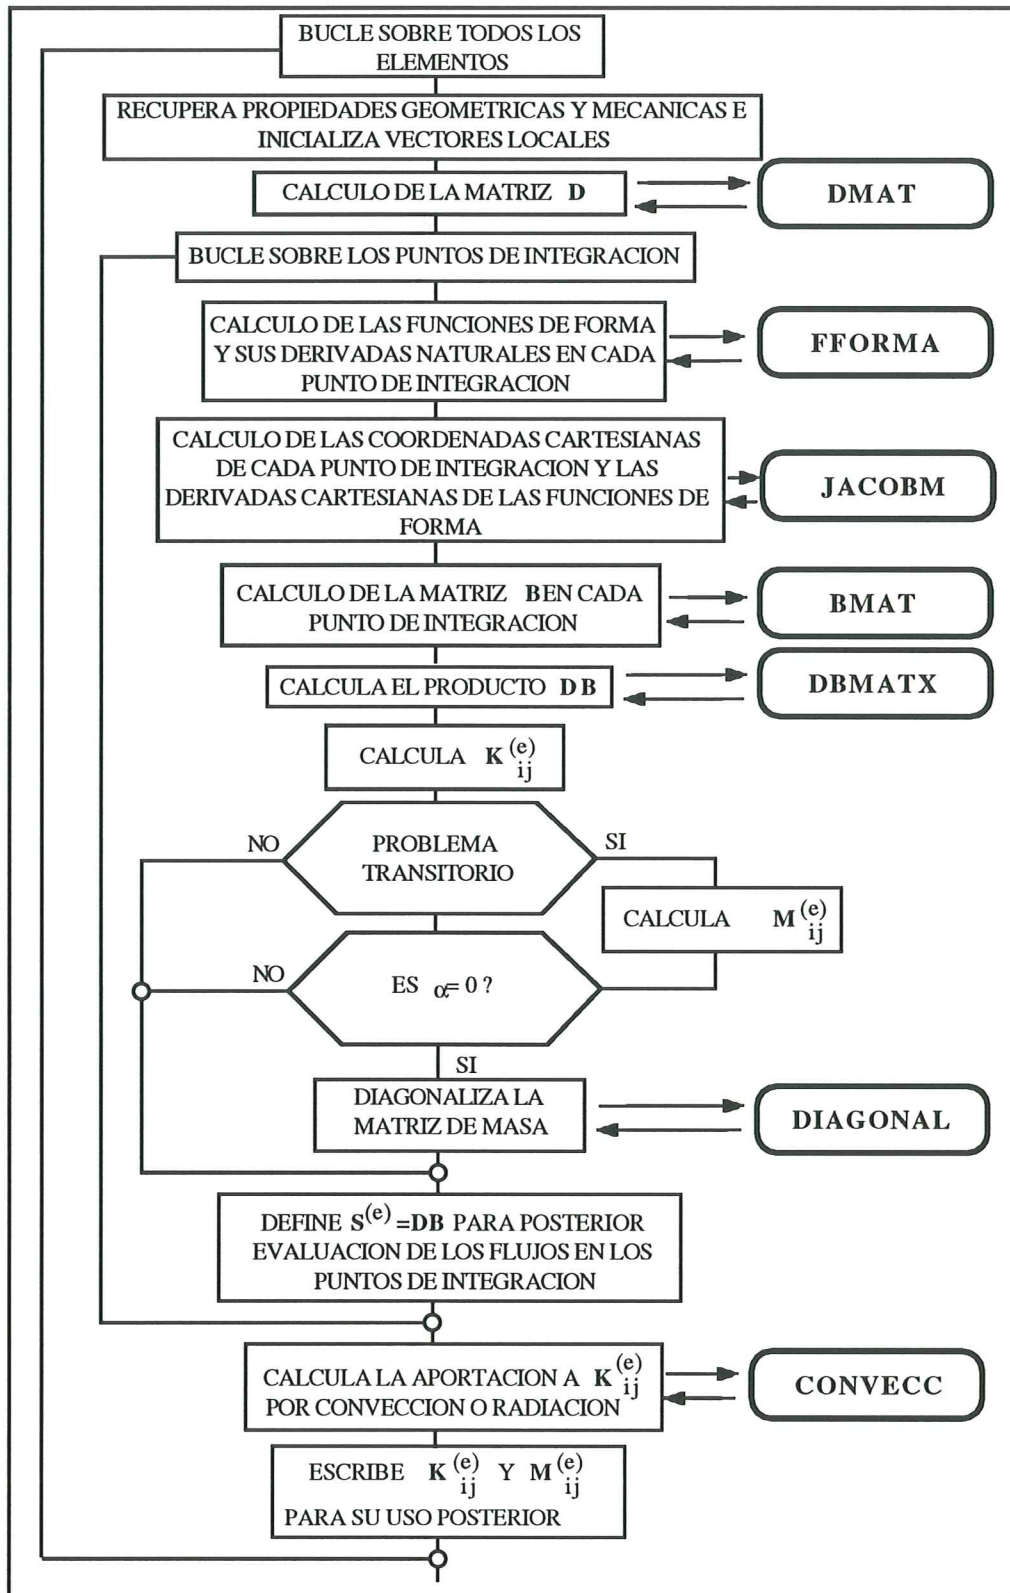 BUCLE SOBRE TODOS LOS
ELEMENTOS
RECUPERA PROPIEDADES GEOMETRICAS Y MECANICAS E
INICIALIZA VECTORES LOCALES
CALCULO DE LA MATRIZ D
DMAT
BUCLE SOBRE LOS PUNTOS DE INTEGRACION
CALCULO DE LAS FUNCIONES DE FORMA
Y SUS DERIVADAS NATURALES EN CADA
PUNTO DE INTEGRACION
FFORMA
CALCULO DE LAS COORDENADAS CARTESIANAS
DE CADA PUNTO DE INTEGRACION Y LAS
DERIVADAS CARTESIANAS DE LAS FUNCIONES DE
FORMA
JACOBM
CALCULO DE LA MATRIZ B EN CADA
PUNTO DE INTEGRACION
BMAT
CALCULA EL PRODUCTO DB
DBMATX
CALCULA K(e)ij
NO
PROBLEMA
TRANSITORIO
SI
CALCULA M(e)ij
NO
ES α= 0 ?
SI
DIAGONALIZA LA
MATRIZ DE MASA
DIAGONAL
DEFINE S(e) =DB PARA POSTERIOR
EVALUACION DE LOS FLUJOS EN LOS
PUNTOS DE INTEGRACION
CALCULA LA APORTACION A K(e)ij
POR CONVECCION O RADIACION
CONVECC
ESCRIBE K(e)ij Y M(e)ij
PARA SU USO POSTERIOR